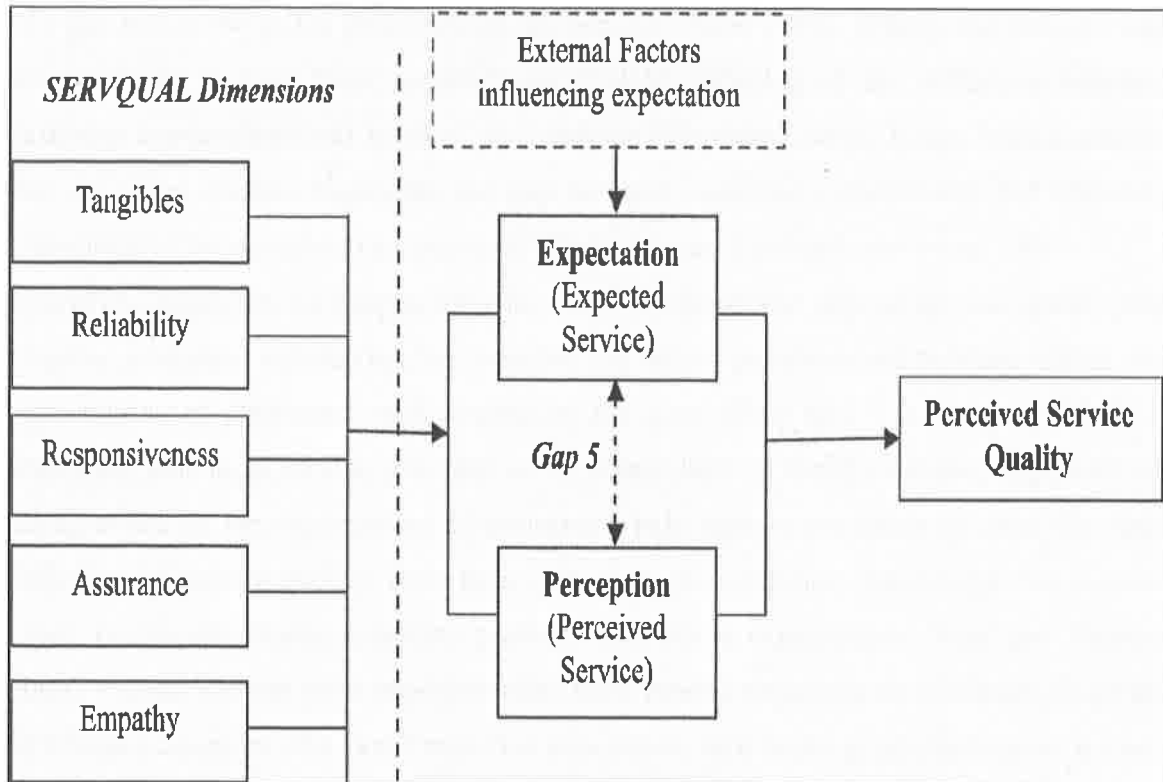 SERVQUAL Dimensions
Tangibles
Reliability
Responsiveness
Assurance
Empathy
External Factors
influencing expectation
Expectation
(Expected
Service)
Gap 5
Perception
(Perceived
Service)
Perceived Service
Quality